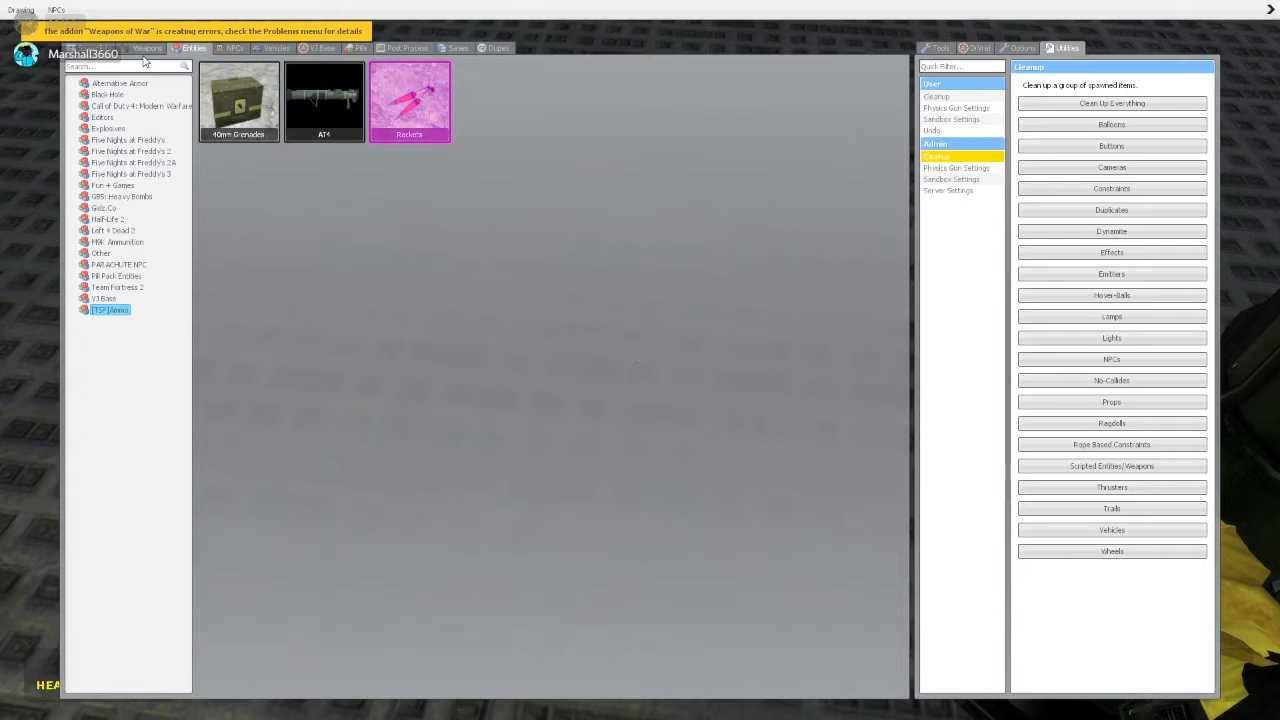 Drawing NPCs
The addon "Weapons of War" is creating errors, check the Problems menu for details
Marshall3660
Weapons Entities NPCs Vehicles VJ Base Pills Post Process Saves Dupes
Search...
Alternative Armor
Black Hole
Call of Duty 4: Modern Warfare
Editors
Explosives
Five Nights at Freddy's
Five Nights at Freddy's 2
Five Nights at Freddy's 2A
Five Nights at Freddy's 3
Fun + Games
GB5: Heavy Bombs
Gidz.Co
Half-Life 2
Left 4 Dead 2
M9K Ammunition
Other
PARACHUTE NPC
Pill Pack Entities
Team Fortress 2
VJ Base
[TSP]Ammo
40mm Grenades
AT4
Rockets
HEA
Tools DrVrej Options Utilities
Quick Filter...
User
Cleanup
Physics Gun Settings
Sandbox Settings
Undo
Admin
Cleanup
Physics Gun Settings
Sandbox Settings
Server Settings
Cleanup
Clean up a group of spawned items.
Clean Up Everything
Balloons
Buttons
Cameras
Constraints
Duplicates
Dynamite
Effects
Emitters
Hover-Balls
Lamps
Lights
NPCs
No-Collides
Props
Ragdolls
Rope Based Constraints
Scripted Entities/Weapons
Thrusters
Trails
Vehicles
Wheels